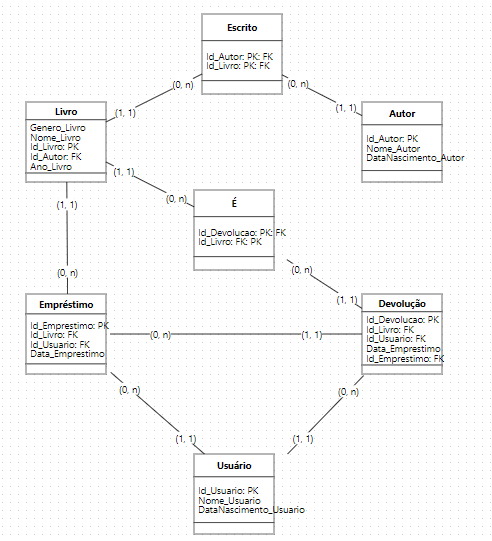 Escrito
Id_Autor: PK: FK
Id_Livro: PK: FK
(0, n)
(0, n)
(1, 1)
(1, 1)
Livro
Genero_Livro
Nome_Livro
Id_Livro: PK
Id_Autor: FK
Ano_Livro
Autor
Id_Autor: PK
Nome_Autor
DataNascimento_Autor
(1, 1)
(0, n)
(1, 1)
É
Id_Devolucao: PK: FK
Id_Livro: FK: PK
(0, n)
(0, n)
(1, 1)
Empréstimo
Id_Emprestimo: PK
Id_Livro: FK
Id_Usuario: FK
Data_Emprestimo
Devolução
Id_Devolucao: PK
Id_Livro: FK
Id_Usuario: FK
Data_Emprestimo
Id_Emprestimo: FK
(0, n)
(1, 1)
(0, n)
(0, n)
(1, 1)
(1, 1)
Usuário
Id_Usuario: PK
Nome_Usuario
DataNascimento_Usuario